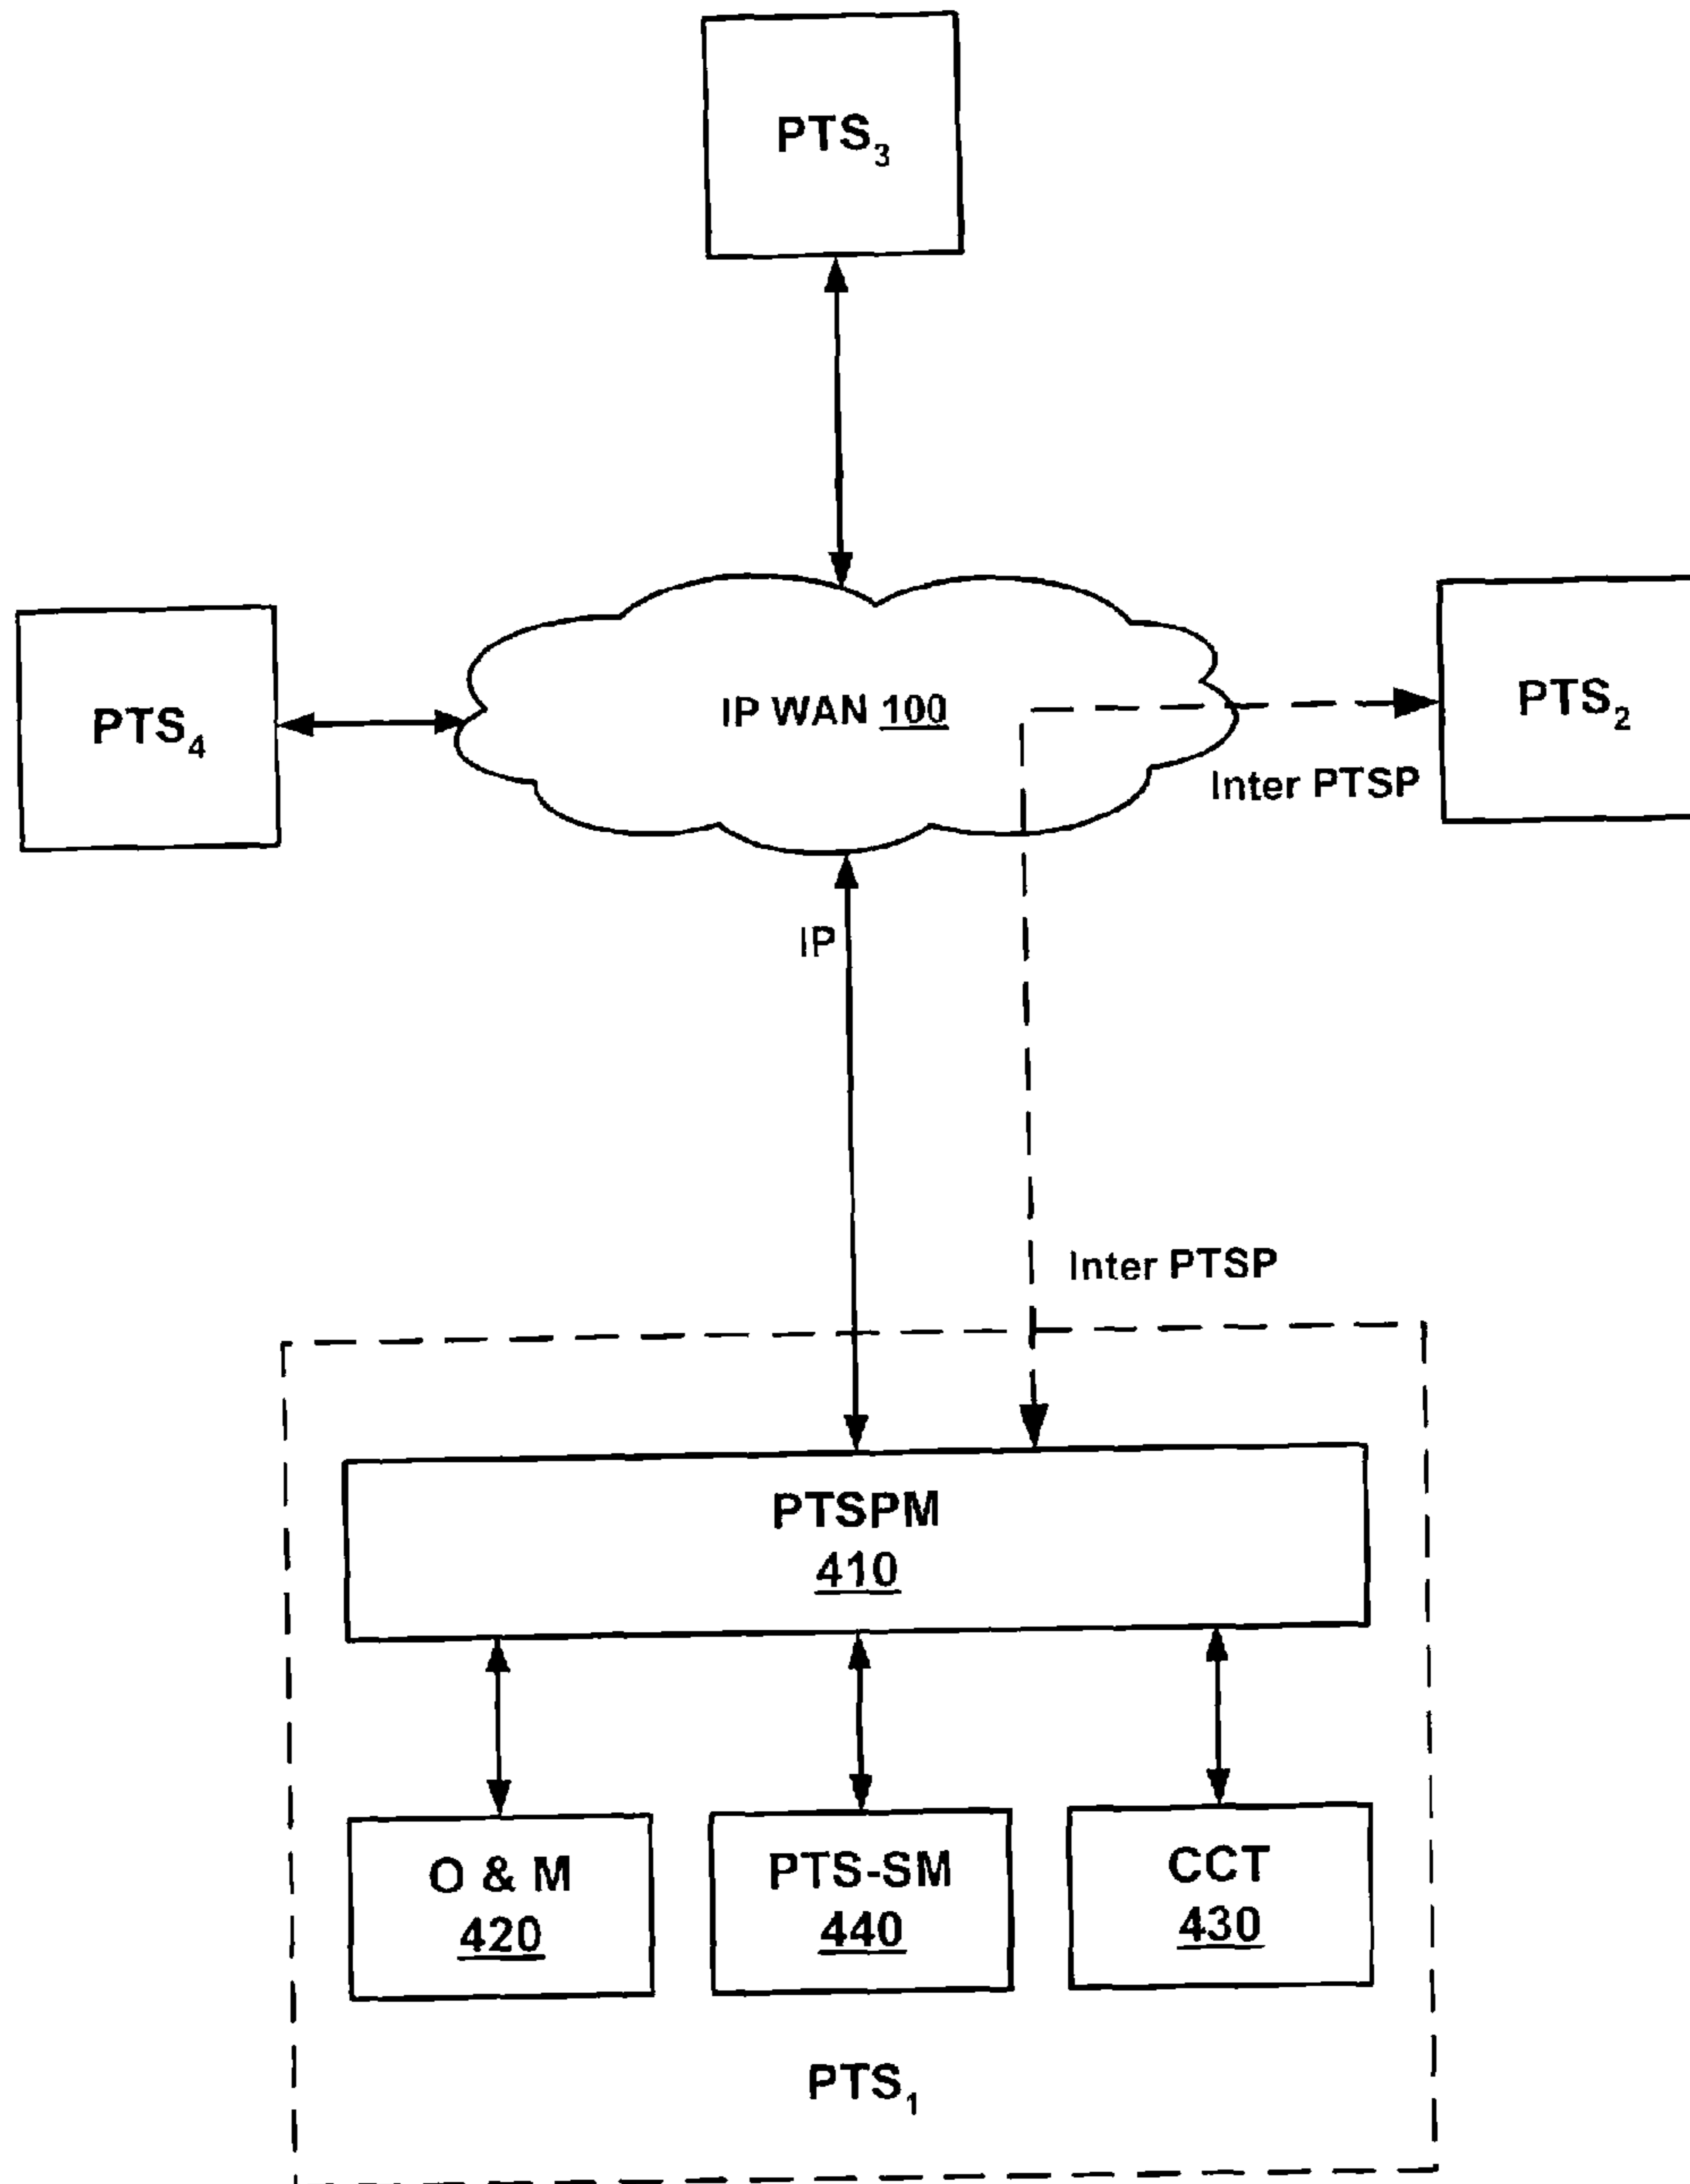 PTS3
IP WAN 100
PTS4
PTS2
Inter PTSP
IP
Inter PTSP
PTSPM
410
O & M
420
PTS-SM
440
CCT
430
PTS1